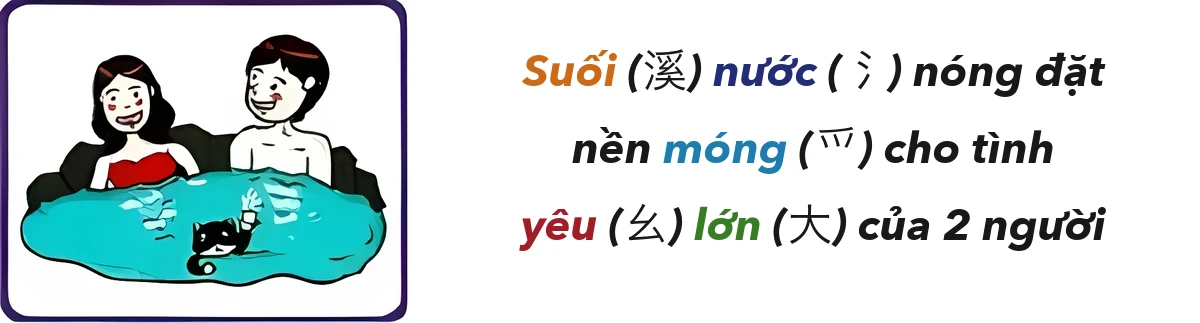 Suối (溪) nước (氵) nóng đặt
nền móng (爫) cho tình
yêu (幺) lớn (大) của 2 người